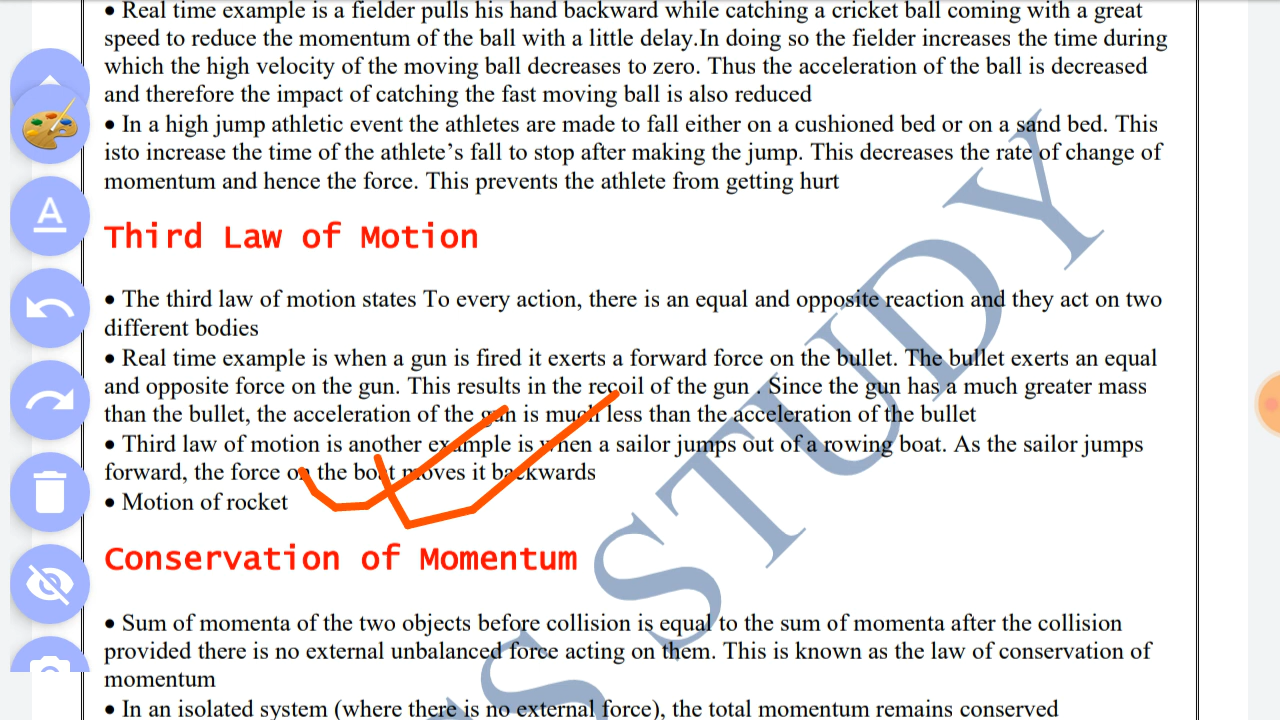 • Real time example is a fielder pulls his hand backward while catching a cricket ball coming with a great
speed to reduce the momentum of the ball with a little delay.In doing so the fielder increases the time during
which the high velocity of the moving ball decreases to zero. Thus the acceleration of the ball is decreased
and therefore the impact of catching the fast moving ball is also reduced
• In a high jump athletic event the athletes are made to fall either on a cushioned bed or on a sand bed. This
isto increase the time of the athlete’s fall to stop after making the jump. This decreases the rate of change of
momentum and hence the force. This prevents the athlete from getting hurt
Third Law of Motion
• The third law of motion states To every action, there is an equal and opposite reaction and they act on two
different bodies
• Real time example is when a gun is fired it exerts a forward force on the bullet. The bullet exerts an equal
and opposite force on the gun. This results in the recoil of the gun . Since the gun has a much greater mass
than the bullet, the acceleration of the gun is much less than the acceleration of the bullet
• Third law of motion is another example is when a sailor jumps out of a rowing boat. As the sailor jumps
forward, the force on the boat moves it backwards
• Motion of rocket
Conservation of Momentum
• Sum of momenta of the two objects before collision is equal to the sum of momenta after the collision
provided there is no external unbalanced force acting on them. This is known as the law of conservation of
momentum
• In an isolated system (where there is no external force), the total momentum remains conserved
A
S STUDY